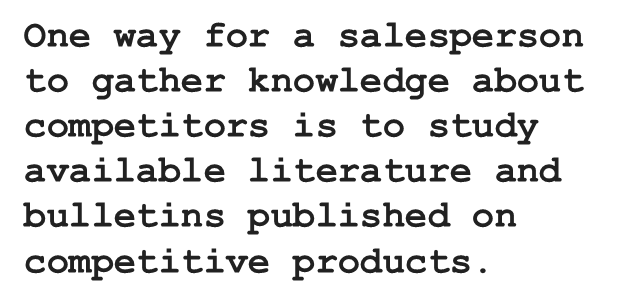 One way for a salesperson
to gather knowledge about
competitors is to study
available literature and
bulletins published on
competitive products.